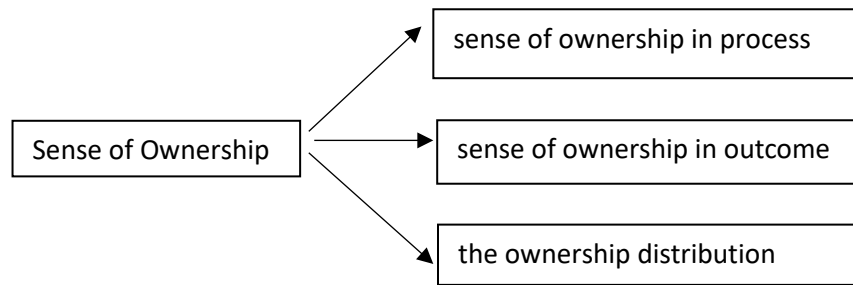 sense of ownership in process
Sense of Ownership
sense of ownership in outcome
the ownership distribution